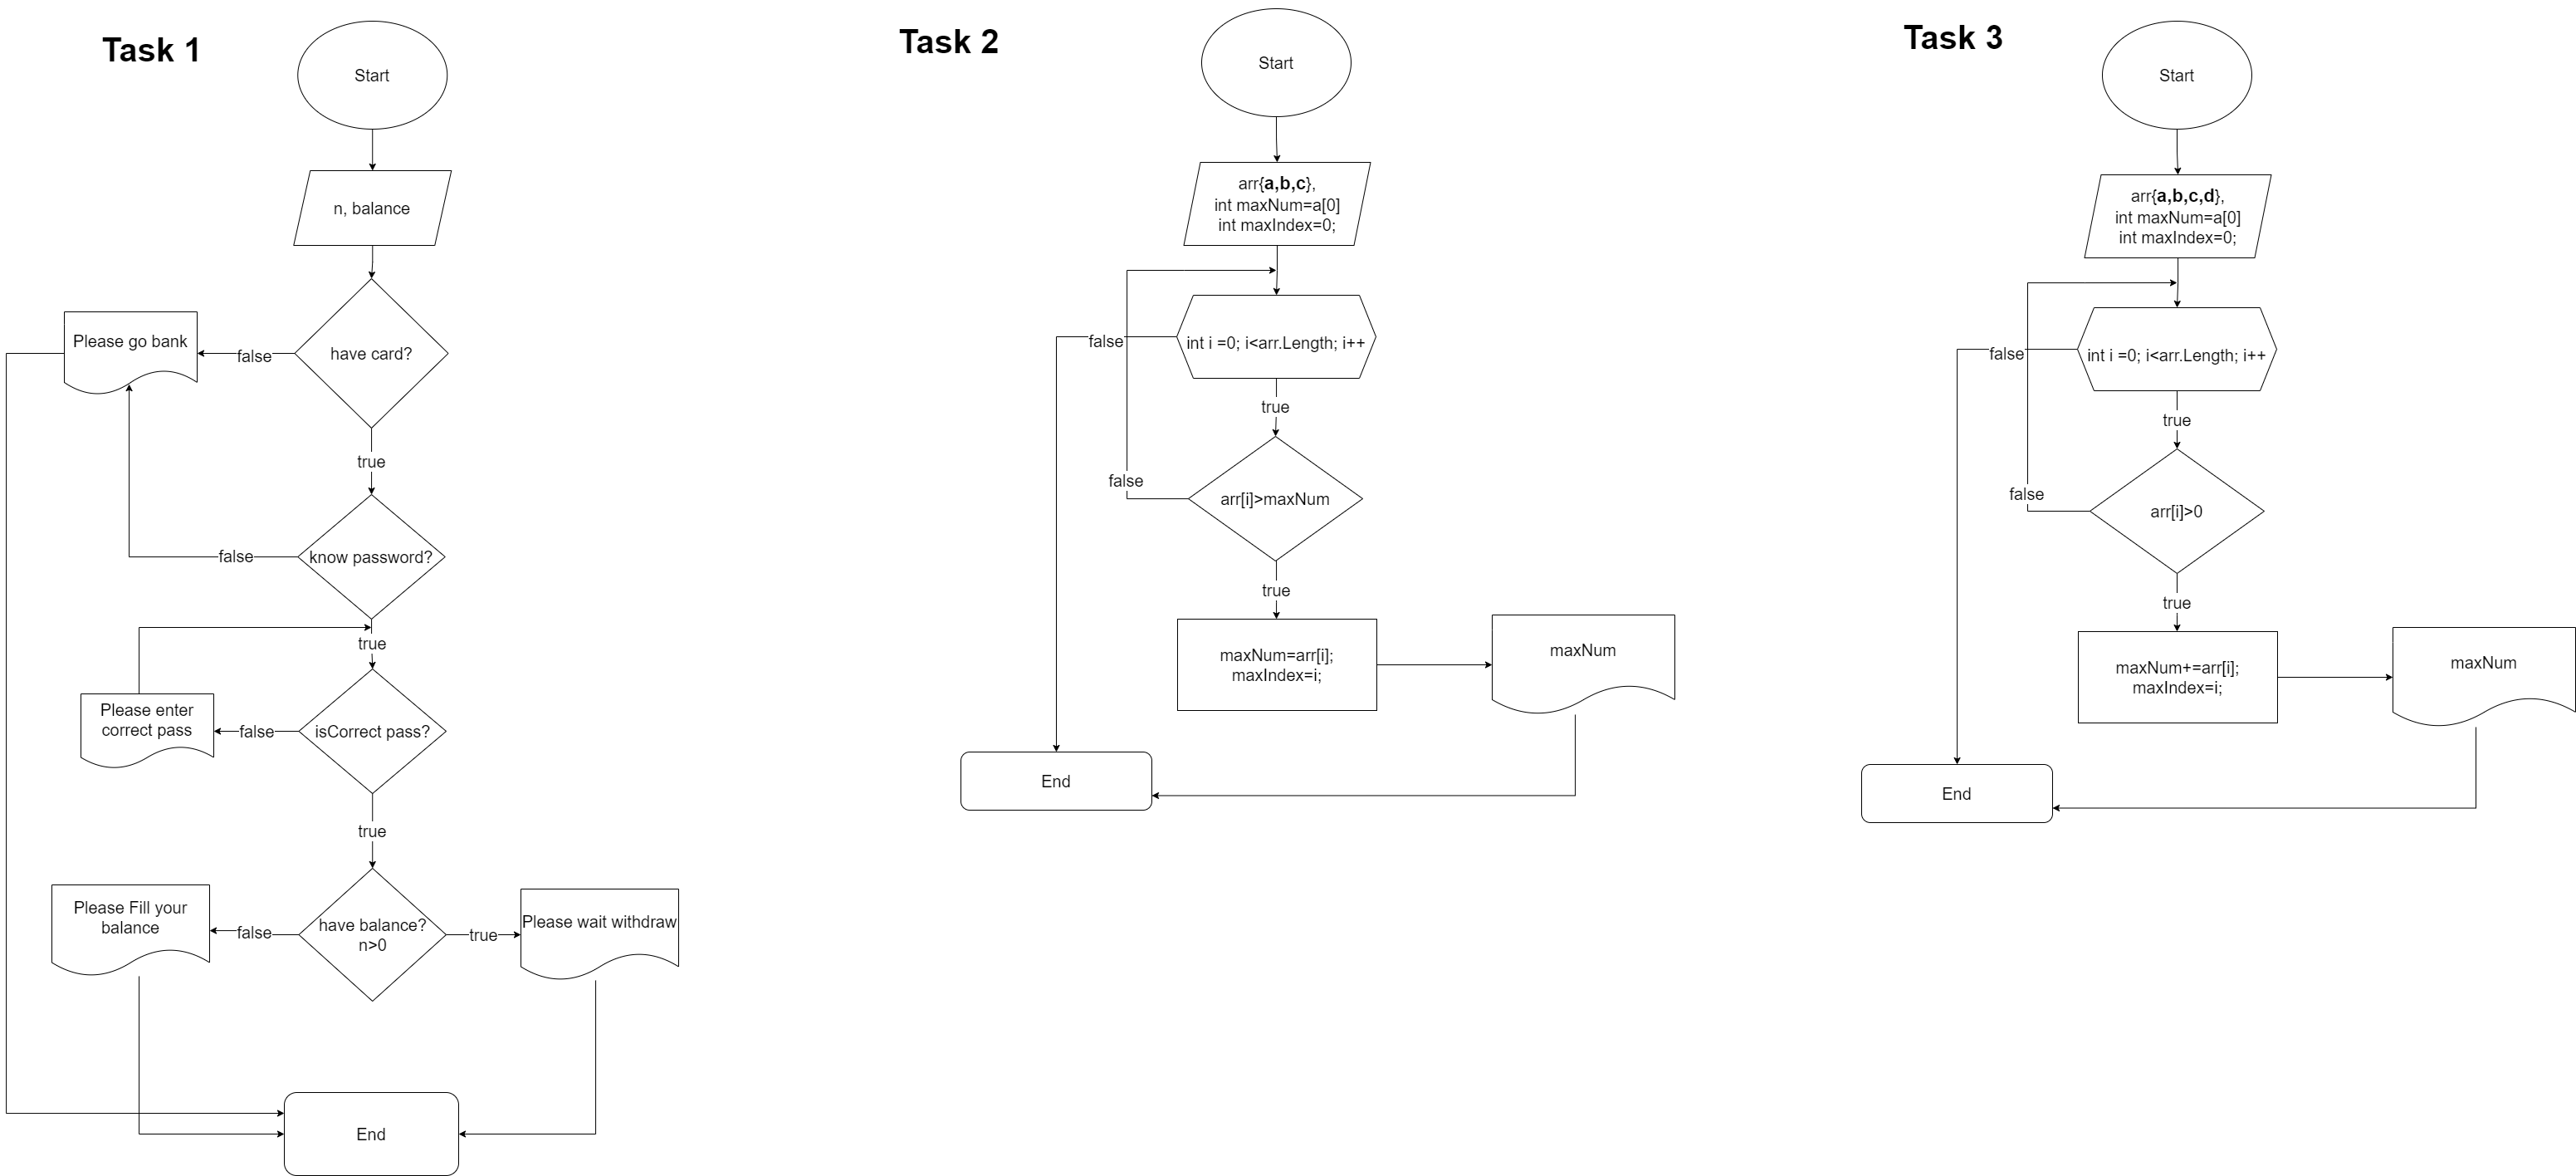 Task 1
Start
n, balance
have card?
false
Please go bank
true
know password?
false
true
isCorrect pass?
false
Please enter
correct pass
true
have balance?
n>0
false
Please Fill your
balance
true
Please wait withdraw
End
Task 2
Start
arr{a,b,c},
int maxNum=a[0]
int maxIndex=0;
int i =0; i<arr.Length; i++
false
true
arr[i]>maxNum
false
true
maxNum=arr[i];
maxIndex=i;
maxNum
End
Task 3
Start
arr{a,b,c,d},
int maxNum=a[0]
int maxIndex=0;
int i =0; i<arr.Length; i++
false
true
arr[i]>0
false
true
maxNum+=arr[i];
maxIndex=i;
maxNum
End